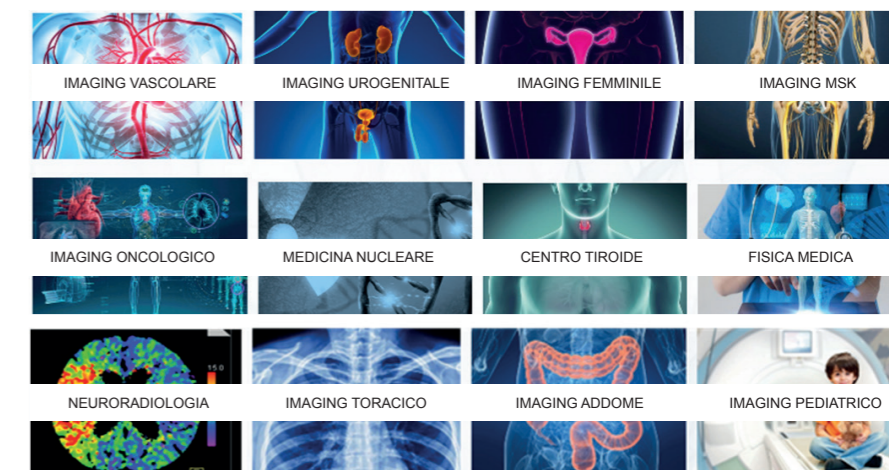 IMAGING VASCOLARE
IMAGING UROGENITALE
IMAGING FEMMINILE
IMAGING MSK
IMAGING ONCOLOGICO
MEDICINA NUCLEARE
CENTRO TIROIDE
FISICA MEDICA
150
NEURORADIOLOGIA
IMAGING TORACICO
IMAGING ADDOME
IMAGING PEDIATRICO